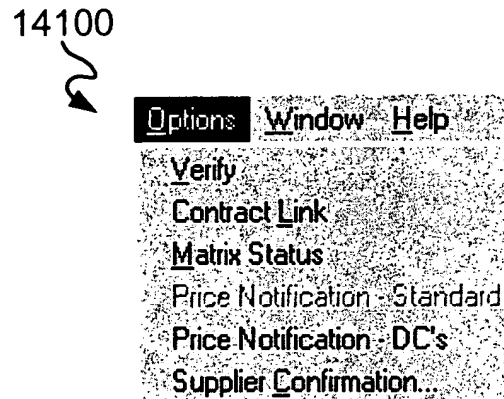 14100
Options Window Help
Verify
Contract Link
Matrix Status
Price Notification - Standard
Price Notification - DC's
Supplier Confirmation...